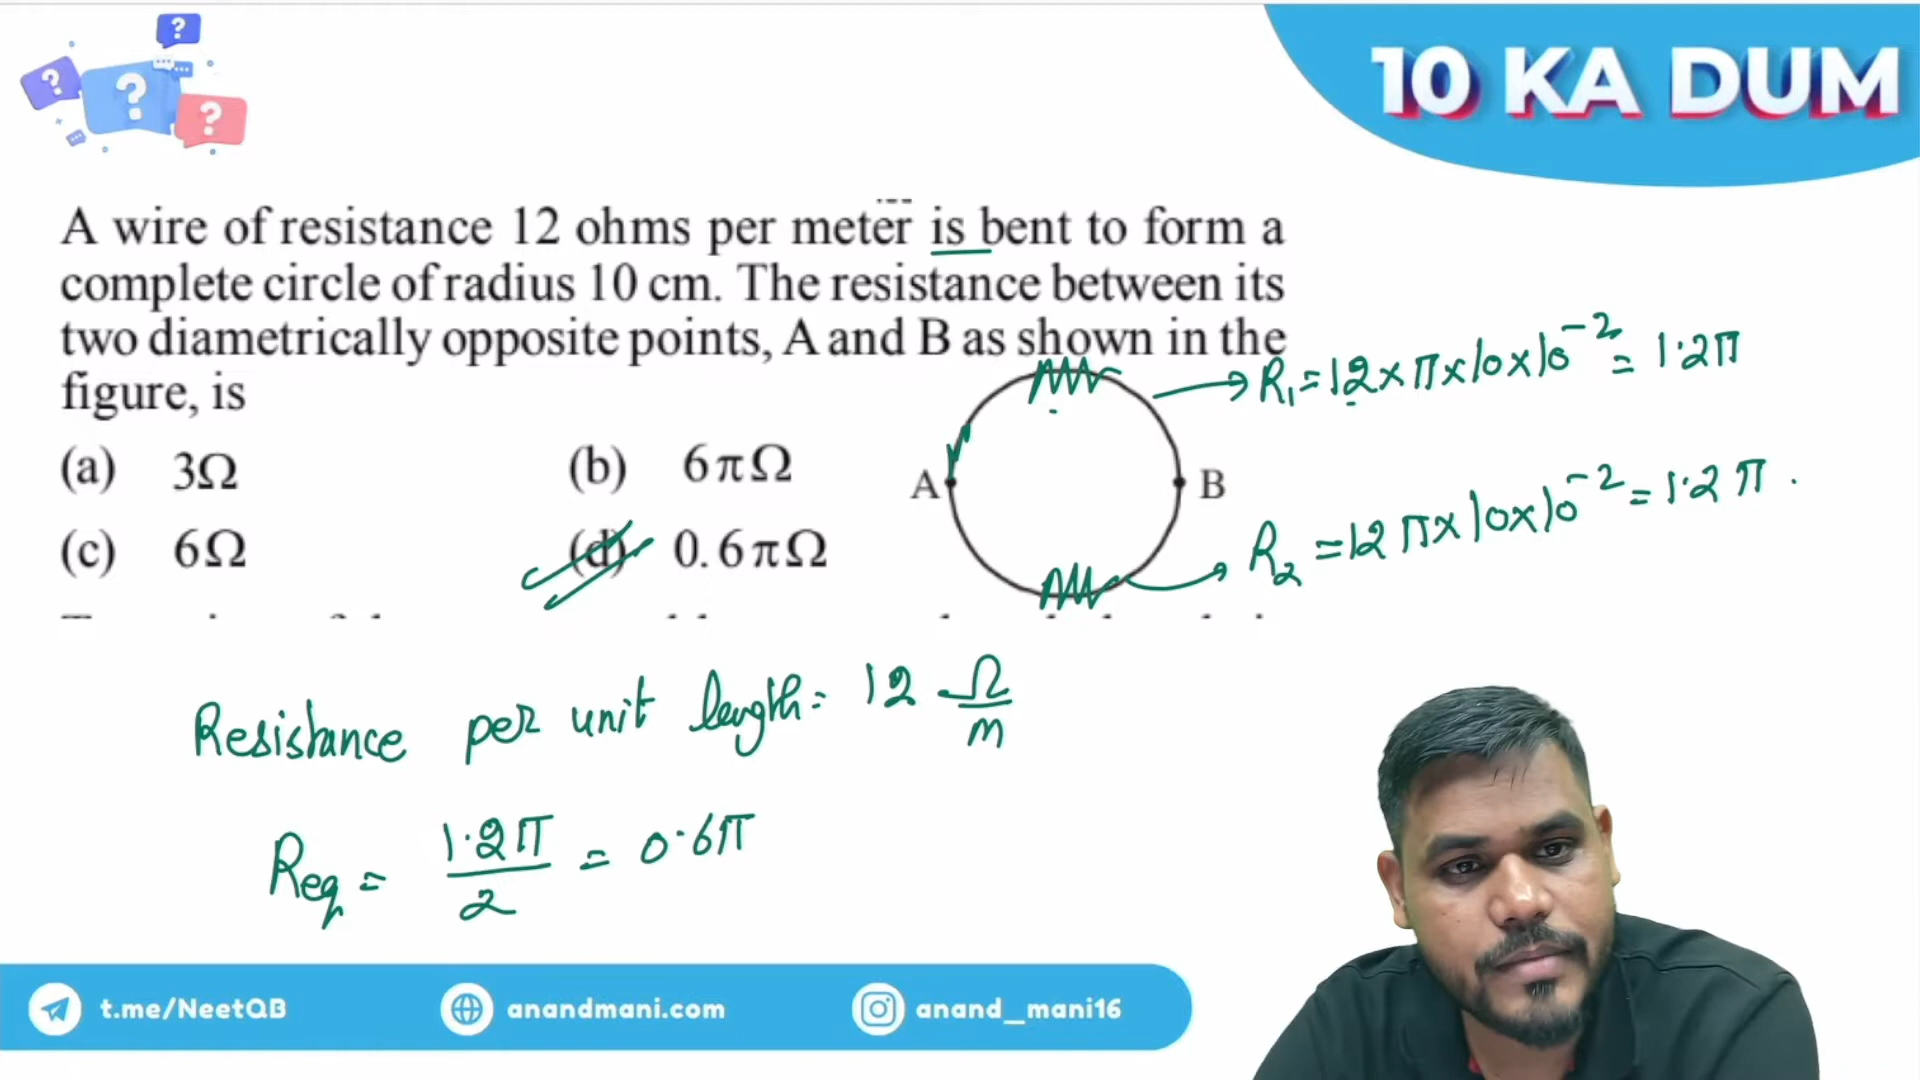 10 KA DUM
A wire of resistance 12 ohms per meter is bent to form a
complete circle of radius 10 cm. The resistance between its
two diametrically opposite points, A and B as shown in the
figure, is
R₁=12×π×10×10⁻² = 1.2π
(a) 3Ω (b) 6πΩ
A B
R₂ =12π×10×10⁻² = 1.2π.
(c) 6Ω (d) 0.6πΩ
Resistance per unit length = 12 Ω/m
Req = 1.2π/2 = 0.6π
t.me/NeetQB
anandmani.com
anand_mani16